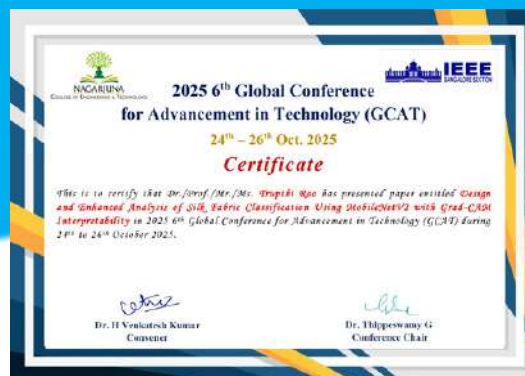 NAGARJUNA
COLLEGE OF ENGINEERING & TECHNOLOGY
IEEE
BANGALORE SECTION
2025 6th Global Conference
for Advancement in Technology (GCAT)
24th – 26th Oct. 2025
Certificate
This is to certify that Dr./Prof./Mr./Ms. Trupthi Rao has presented paper entitled Design
and Enhanced Analysis of Silk Fabric Classification Using MobileNetV2 with Grad-CAM
Interpretability in 2025 6th Global Conference for Advancement in Technology (GCAT) during
24th to 26th October 2025.
Dr. H Venkatesh Kumar
Convener
Dr. Thippeswamy G
Conference Chair